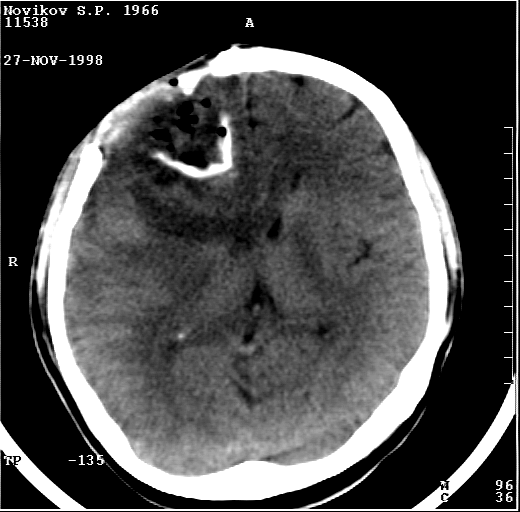 Novikov S.P. 1966
11538
A
27-NOV-1998
R
TP -135
W 96
C 36